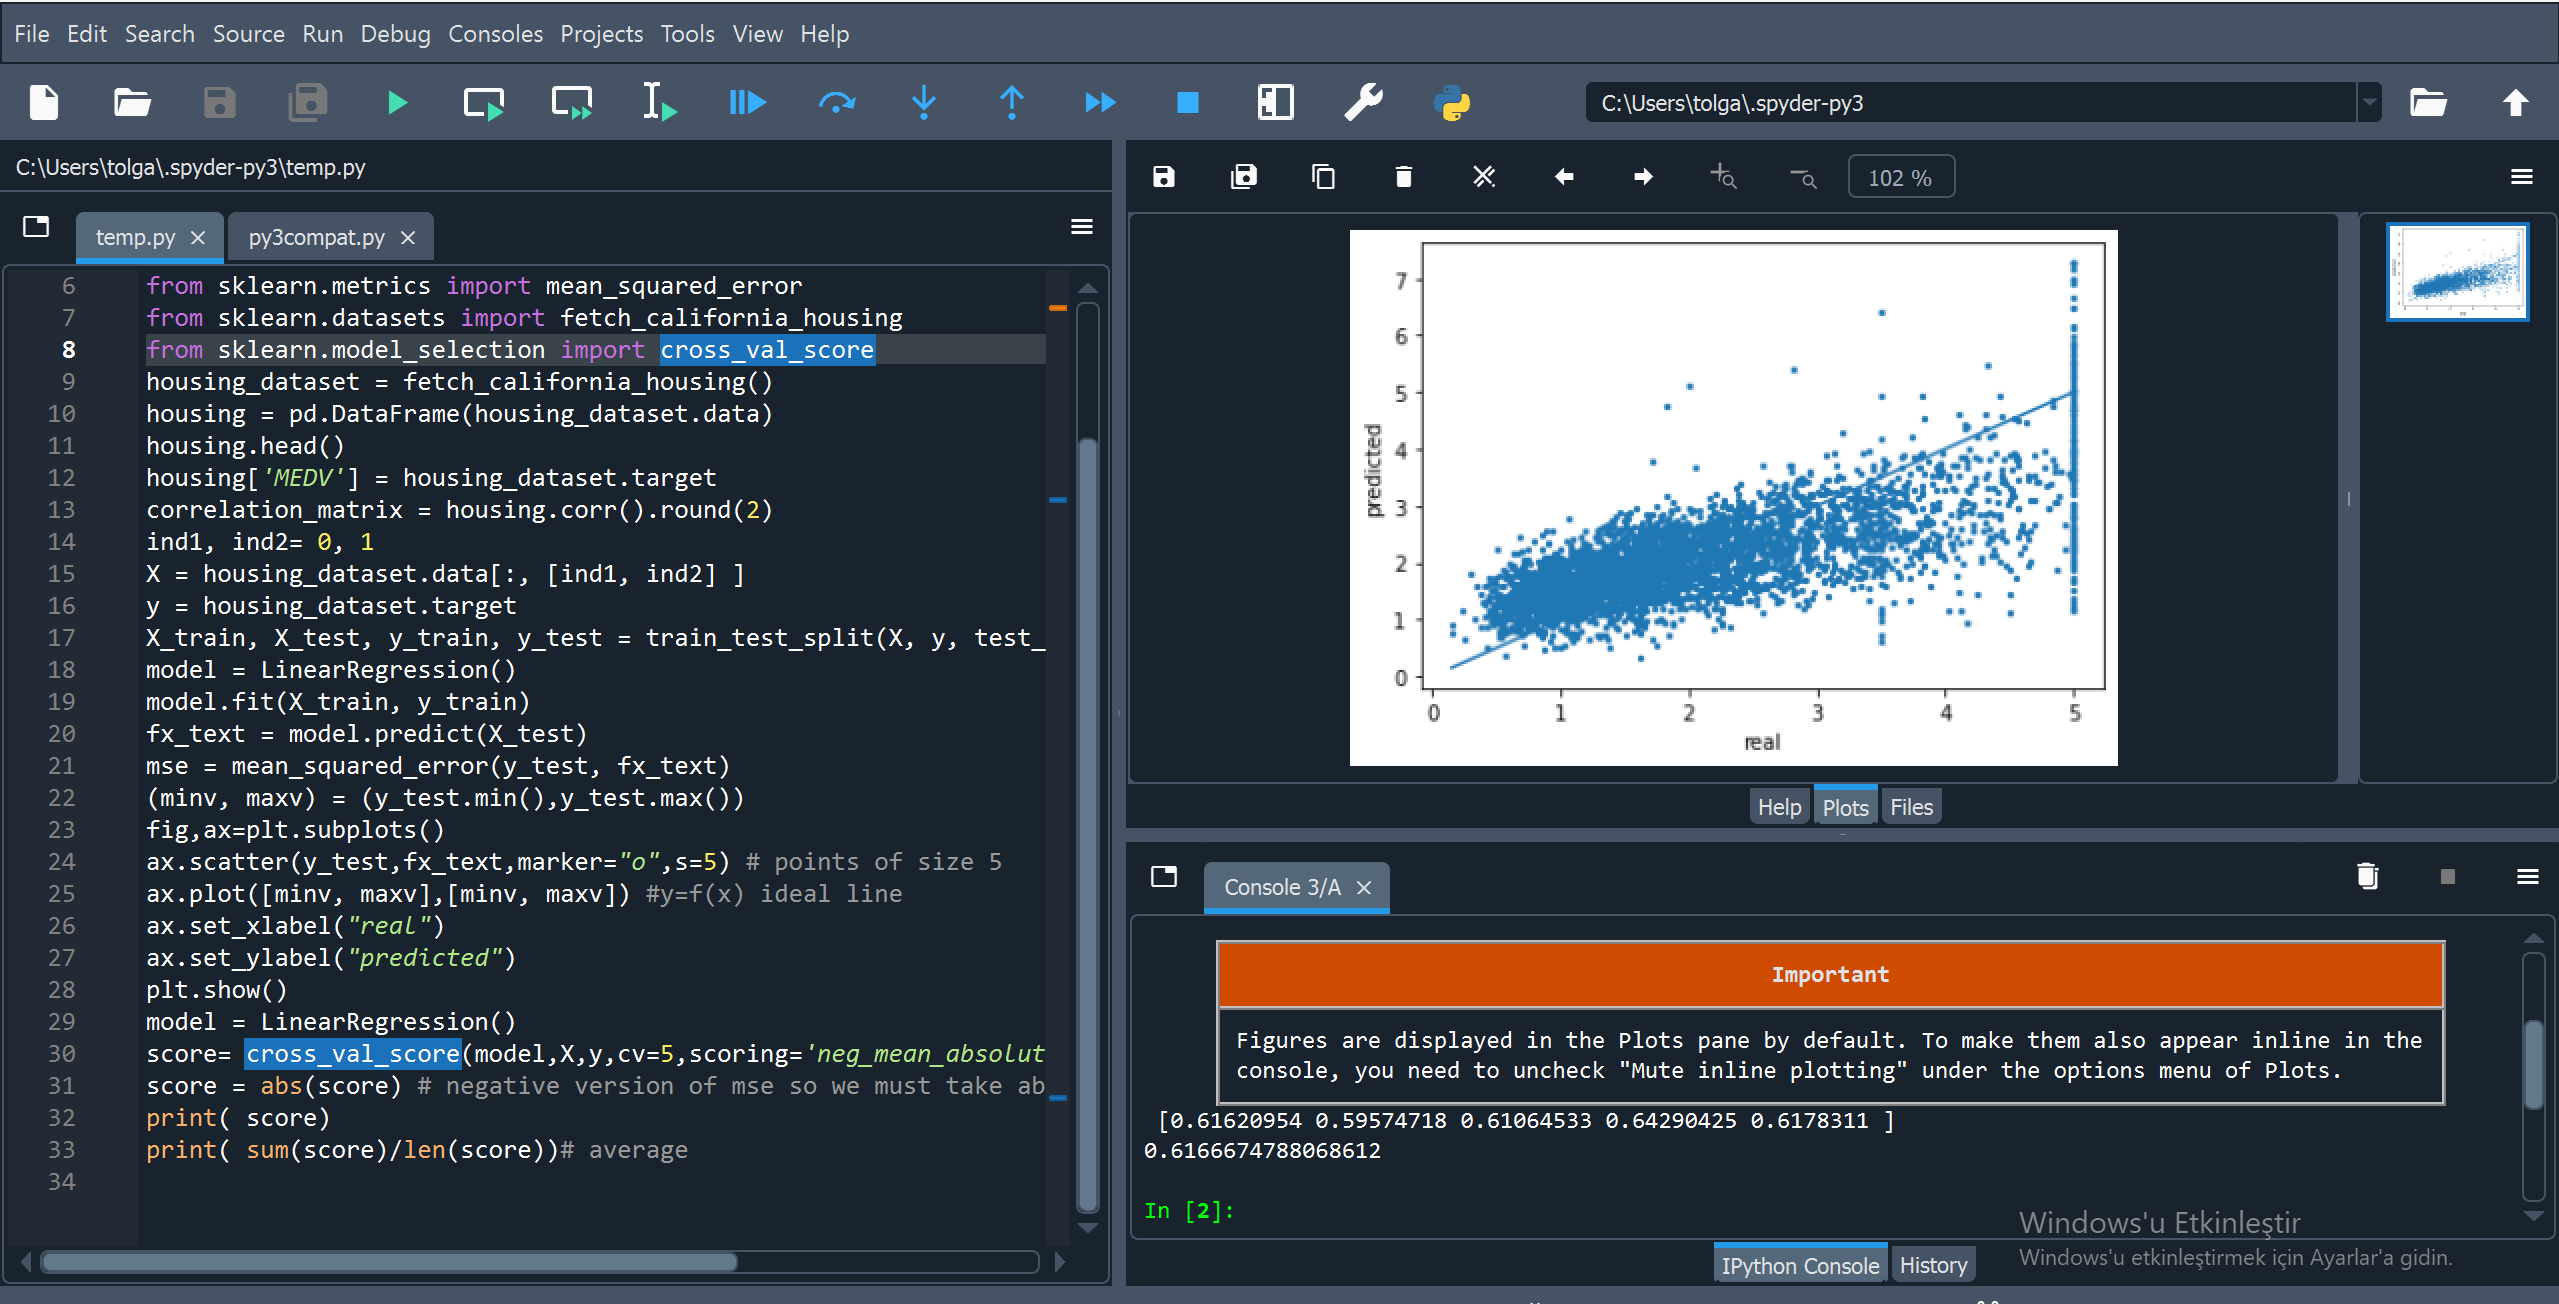 File Edit Search Source Run Debug Consoles Projects Tools View Help
C:\Users\tolga\.spyder-py3
C:\Users\tolga\.spyder-py3\temp.py
temp.py
py3compat.py
6 from sklearn.metrics import mean_squared_error
7 from sklearn.datasets import fetch_california_housing
8 from sklearn.model_selection import cross_val_score
9 housing_dataset = fetch_california_housing()
10 housing = pd.DataFrame(housing_dataset.data)
11 housing.head()
12 housing['MEDV'] = housing_dataset.target
13 correlation_matrix = housing.corr().round(2)
14 ind1, ind2= 0, 1
15 X = housing_dataset.data[:, [ind1, ind2] ]
16 y = housing_dataset.target
17 X_train, X_test, y_train, y_test = train_test_split(X, y, test_
18 model = LinearRegression()
19 model.fit(X_train, y_train)
20 fx_text = model.predict(X_test)
21 mse = mean_squared_error(y_test, fx_text)
22 (minv, maxv) = (y_test.min(),y_test.max())
23 fig,ax=plt.subplots()
24 ax.scatter(y_test,fx_text,marker="o",s=5) # points of size 5
25 ax.plot([minv, maxv],[minv, maxv]) #y=f(x) ideal line
26 ax.set_xlabel("real")
27 ax.set_ylabel("predicted")
28 plt.show()
29 model = LinearRegression()
30 score= cross_val_score(model,X,y,cv=5,scoring='neg_mean_absolut
31 score = abs(score) # negative version of mse so we must take ab
32 print( score)
33 print( sum(score)/len(score))# average
34
102 %
predicted
7
6
5
4
3
2
1
0
0 1 2 3 4 5
real
Help Plots Files
Console 3/A
Important
Figures are displayed in the Plots pane by default. To make them also appear inline in the
console, you need to uncheck "Mute inline plotting" under the options menu of Plots.
[0.61620954 0.59574718 0.61064533 0.64290425 0.6178311 ]
0.6166674788068612
In [2]:
Windows'u Etkinleştir
Windows'u etkinleştirmek için Ayarlar'a gidin.
IPython Console History